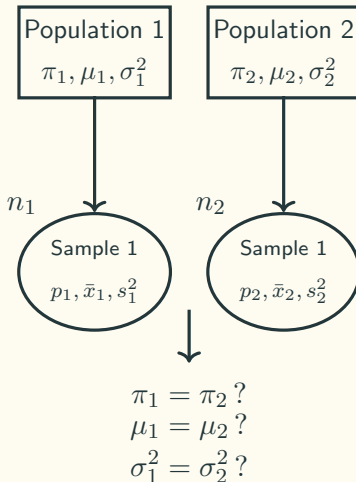 Population 1
π₁, μ₁, σ₁²
Population 2
π₂, μ₂, σ₂²
n₁
n₂
Sample 1
p₁, x̄₁, s₁²
Sample 1
p₂, x̄₂, s₂²
π₁ = π₂ ?
μ₁ = μ₂ ?
σ₁² = σ₂² ?